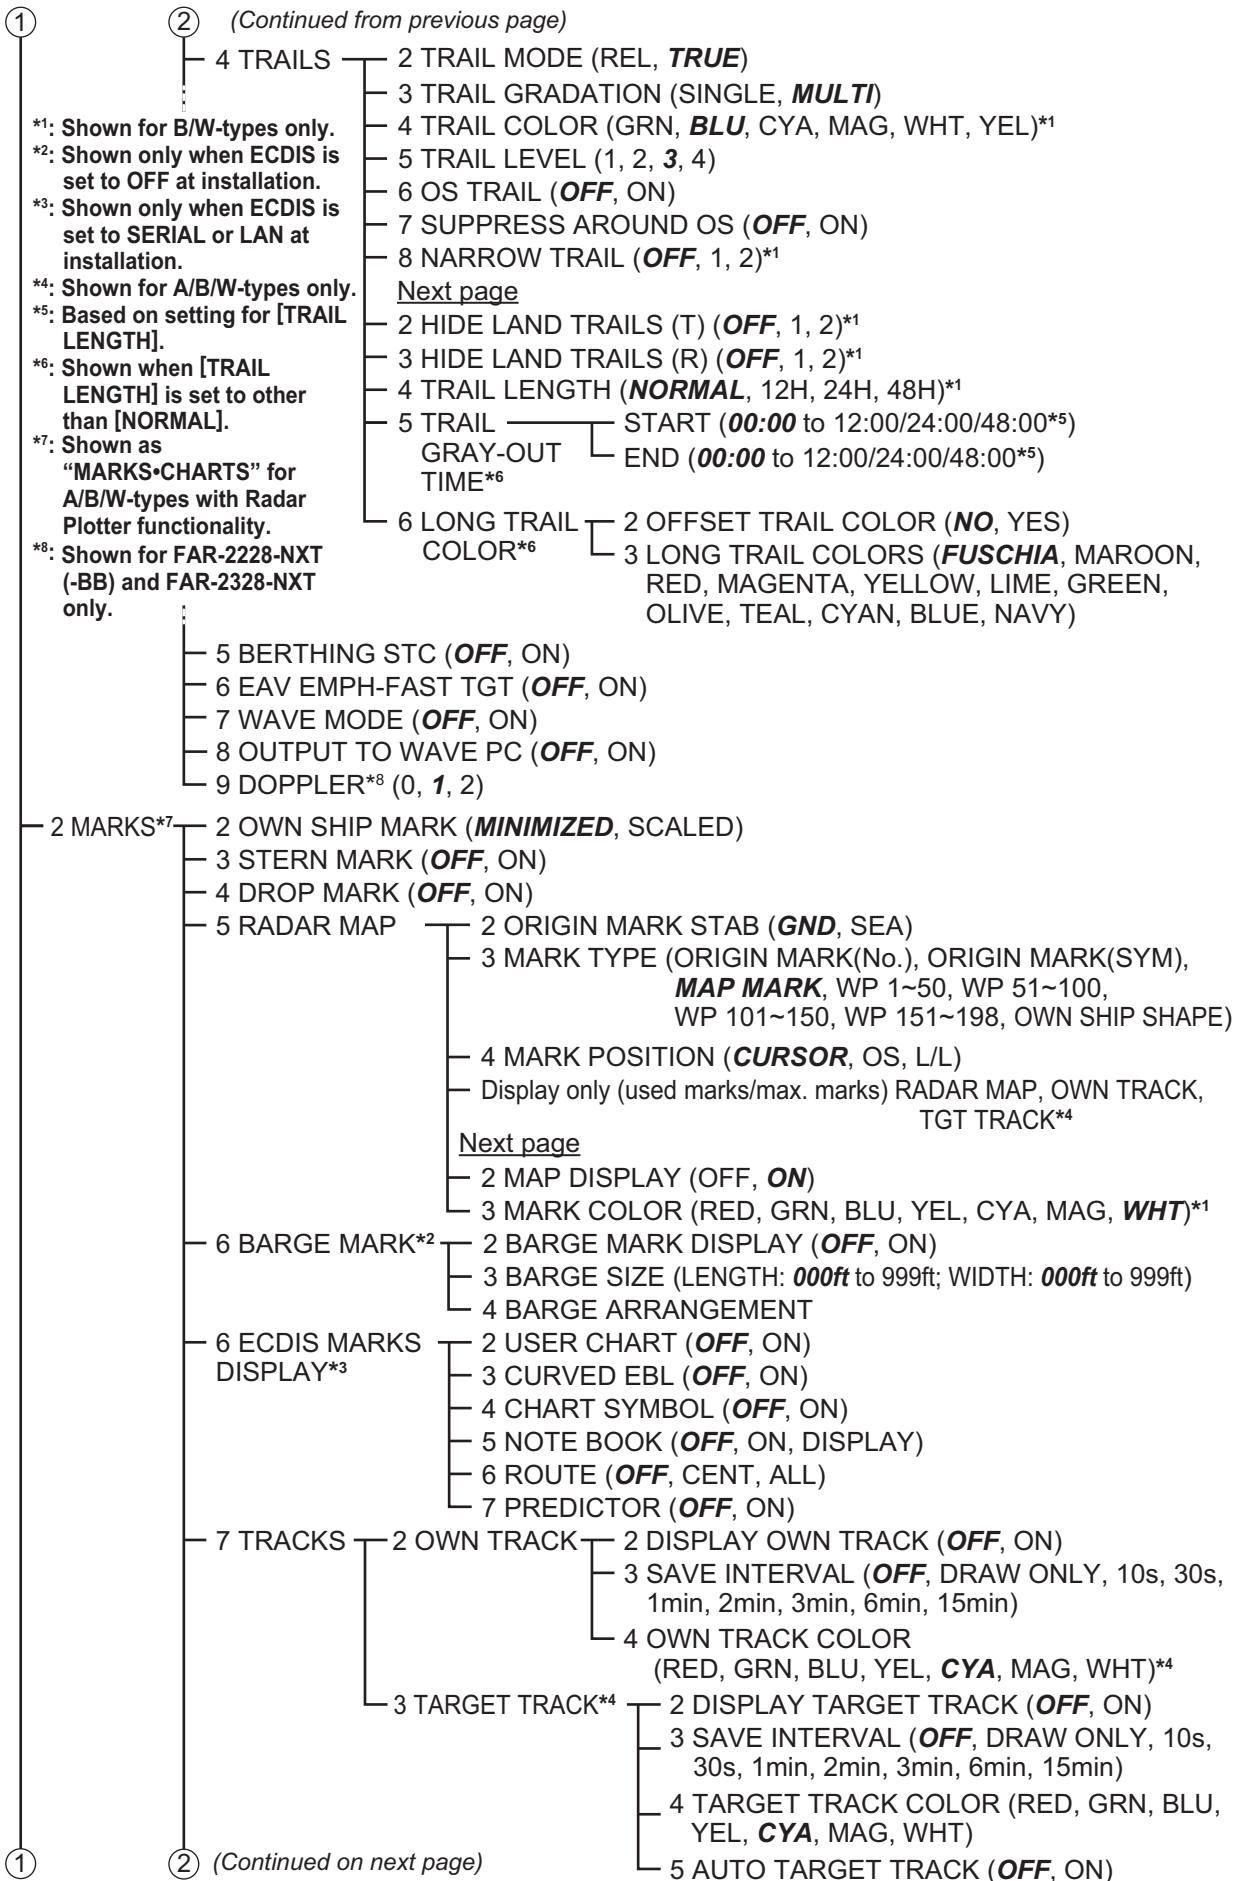 1 2 (Continued from previous page)
4 TRAILS
2 TRAIL MODE (REL, TRUE)
3 TRAIL GRADATION (SINGLE, MULTI)
4 TRAIL COLOR (GRN, BLU, CYA, MAG, WHT, YEL)*1
5 TRAIL LEVEL (1, 2, 3, 4)
6 OS TRAIL (OFF, ON)
7 SUPPRESS AROUND OS (OFF, ON)
8 NARROW TRAIL (OFF, 1, 2)*1
Next page
2 HIDE LAND TRAILS (T) (OFF, 1, 2)*1
3 HIDE LAND TRAILS (R) (OFF, 1, 2)*1
4 TRAIL LENGTH (NORMAL, 12H, 24H, 48H)*1
5 TRAIL
GRAY-OUT
TIME*6
START (00:00 to 12:00/24:00/48:00*5)
END (00:00 to 12:00/24:00/48:00*5)
6 LONG TRAIL
COLOR*6
2 OFFSET TRAIL COLOR (NO, YES)
3 LONG TRAIL COLORS (FUSCHIA, MAROON,
RED, MAGENTA, YELLOW, LIME, GREEN,
OLIVE, TEAL, CYAN, BLUE, NAVY)
*1: Shown for B/W-types only.
*2: Shown only when ECDIS is
set to OFF at installation.
*3: Shown only when ECDIS is
set to SERIAL or LAN at
installation.
*4: Shown for A/B/W-types only.
*5: Based on setting for [TRAIL
LENGTH].
*6: Shown when [TRAIL
LENGTH] is set to other
than [NORMAL].
*7: Shown as
“MARKS•CHARTS” for
A/B/W-types with Radar
Plotter functionality.
*8: Shown for FAR-2228-NXT
(-BB) and FAR-2328-NXT
only.
5 BERTHING STC (OFF, ON)
6 EAV EMPH-FAST TGT (OFF, ON)
7 WAVE MODE (OFF, ON)
8 OUTPUT TO WAVE PC (OFF, ON)
9 DOPPLER*8 (0, 1, 2)
2 MARKS*7
2 OWN SHIP MARK (MINIMIZED, SCALED)
3 STERN MARK (OFF, ON)
4 DROP MARK (OFF, ON)
5 RADAR MAP
2 ORIGIN MARK STAB (GND, SEA)
3 MARK TYPE (ORIGIN MARK(No.), ORIGIN MARK(SYM),
MAP MARK, WP 1~50, WP 51~100,
WP 101~150, WP 151~198, OWN SHIP SHAPE)
4 MARK POSITION (CURSOR, OS, L/L)
Display only (used marks/max. marks) RADAR MAP, OWN TRACK,
TGT TRACK*4
Next page
2 MAP DISPLAY (OFF, ON)
3 MARK COLOR (RED, GRN, BLU, YEL, CYA, MAG, WHT)*1
6 BARGE MARK*2
2 BARGE MARK DISPLAY (OFF, ON)
3 BARGE SIZE (LENGTH: 000ft to 999ft; WIDTH: 000ft to 999ft)
4 BARGE ARRANGEMENT
6 ECDIS MARKS
DISPLAY*3
2 USER CHART (OFF, ON)
3 CURVED EBL (OFF, ON)
4 CHART SYMBOL (OFF, ON)
5 NOTE BOOK (OFF, ON, DISPLAY)
6 ROUTE (OFF, CENT, ALL)
7 PREDICTOR (OFF, ON)
7 TRACKS
2 OWN TRACK
2 DISPLAY OWN TRACK (OFF, ON)
3 SAVE INTERVAL (OFF, DRAW ONLY, 10s, 30s,
1min, 2min, 3min, 6min, 15min)
4 OWN TRACK COLOR
(RED, GRN, BLU, YEL, CYA, MAG, WHT)*4
3 TARGET TRACK*4
2 DISPLAY TARGET TRACK (OFF, ON)
3 SAVE INTERVAL (OFF, DRAW ONLY, 10s,
30s, 1min, 2min, 3min, 6min, 15min)
4 TARGET TRACK COLOR (RED, GRN, BLU,
YEL, CYA, MAG, WHT)
5 AUTO TARGET TRACK (OFF, ON)
1 2 (Continued on next page)